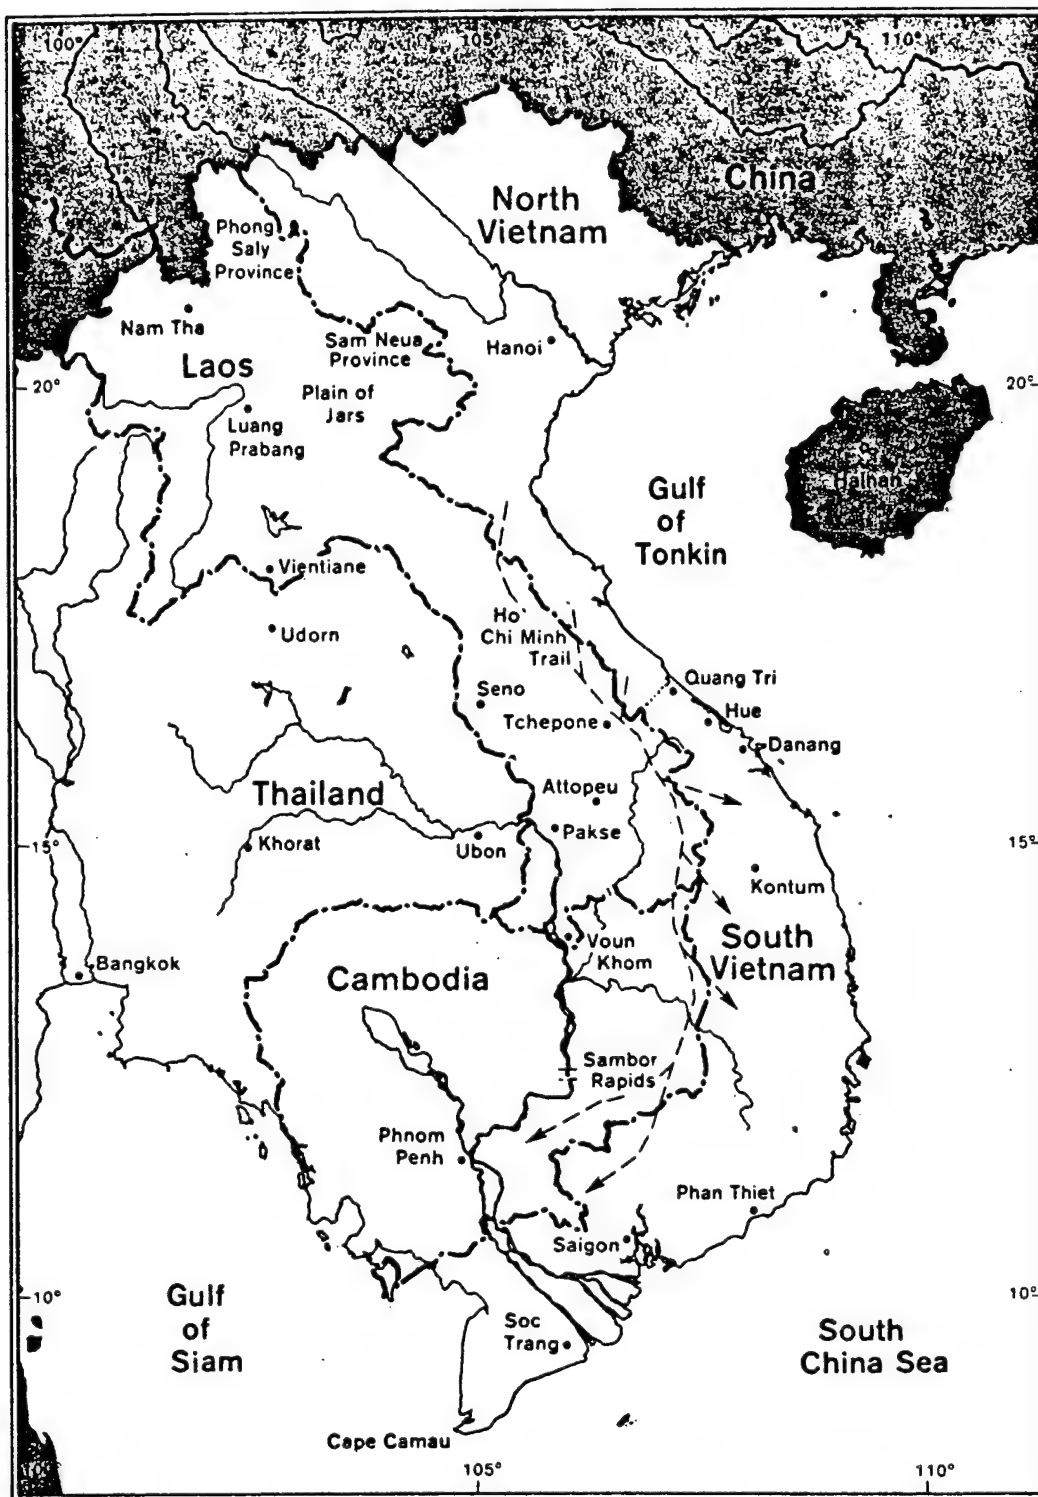 100°
105°
110°
China
North
Vietnam
Phong
Saly
Province
Nam Tha
Laos
Sam Neua
Province
Hanoi
20°
20°
Plain of
Jars
Luang
Prabang
Hainan
Gulf
of
Tonkin
Vientiane
Udorn
Ho
Chi Minh
Trail
Seno
Quang Tri
Tchepone
Hue
Danang
Thailand
Attopeu
Khorat
Ubon
Pakse
15°
15°
Kontum
Bangkok
Cambodia
Voun
Khom
South
Vietnam
Sambor
Rapids
Phnom
Penh
Phan Thiet
Saigon
10°
10°
Gulf
of
Siam
Soc
Trang
South
China Sea
Cape Camau
100°
105°
110°